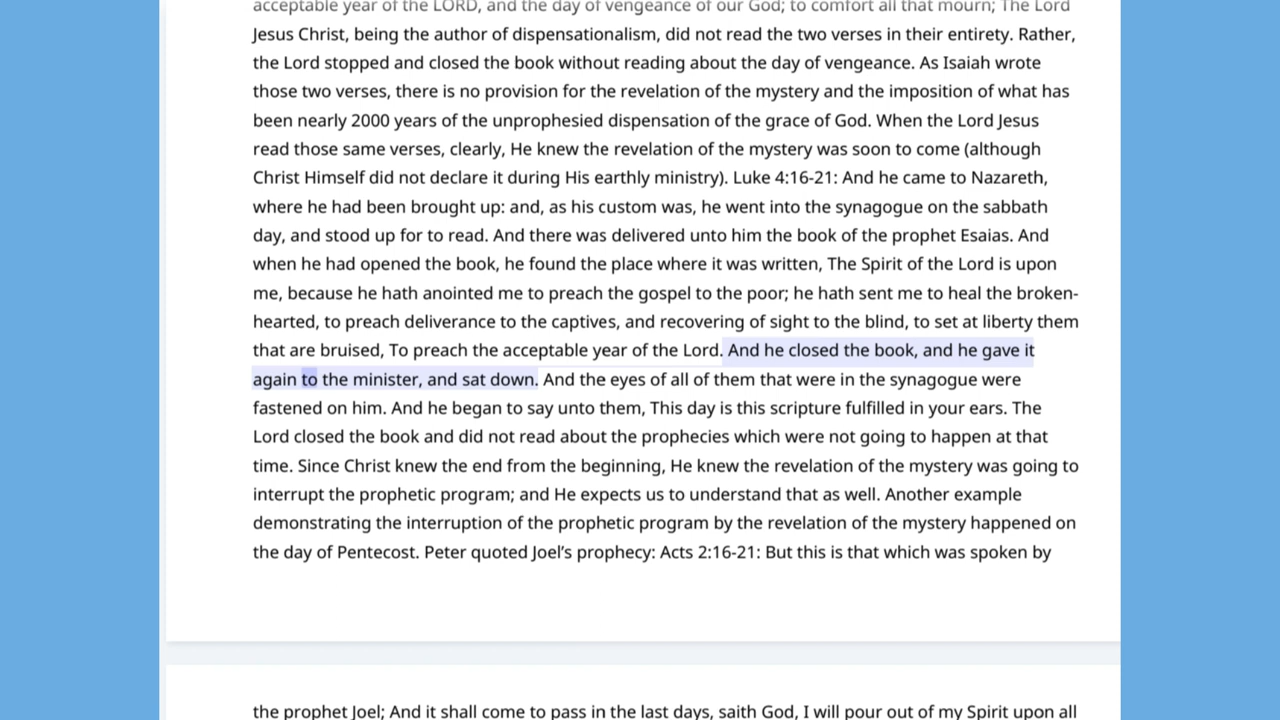 acceptable year of the LORD, and the day of vengeance of our God; to comfort all that mourn; The Lord
Jesus Christ, being the author of dispensationalism, did not read the two verses in their entirety. Rather,
the Lord stopped and closed the book without reading about the day of vengeance. As Isaiah wrote
those two verses, there is no provision for the revelation of the mystery and the imposition of what has
been nearly 2000 years of the unprophesied dispensation of the grace of God. When the Lord Jesus
read those same verses, clearly, He knew the revelation of the mystery was soon to come (although
Christ Himself did not declare it during His earthly ministry). Luke 4:16-21: And he came to Nazareth,
where he had been brought up: and, as his custom was, he went into the synagogue on the sabbath
day, and stood up for to read. And there was delivered unto him the book of the prophet Esaias. And
when he had opened the book, he found the place where it was written, The Spirit of the Lord is upon
me, because he hath anointed me to preach the gospel to the poor; he hath sent me to heal the broken-
hearted, to preach deliverance to the captives, and recovering of sight to the blind, to set at liberty them
that are bruised, To preach the acceptable year of the Lord. And he closed the book, and he gave it
again to the minister, and sat down. And the eyes of all of them that were in the synagogue were
fastened on him. And he began to say unto them, This day is this scripture fulfilled in your ears. The
Lord closed the book and did not read about the prophecies which were not going to happen at that
time. Since Christ knew the end from the beginning, He knew the revelation of the mystery was going to
interrupt the prophetic program; and He expects us to understand that as well. Another example
demonstrating the interruption of the prophetic program by the revelation of the mystery happened on
the day of Pentecost. Peter quoted Joel’s prophecy: Acts 2:16-21: But this is that which was spoken by
the prophet Joel; And it shall come to pass in the last days, saith God, I will pour out of my Spirit upon all